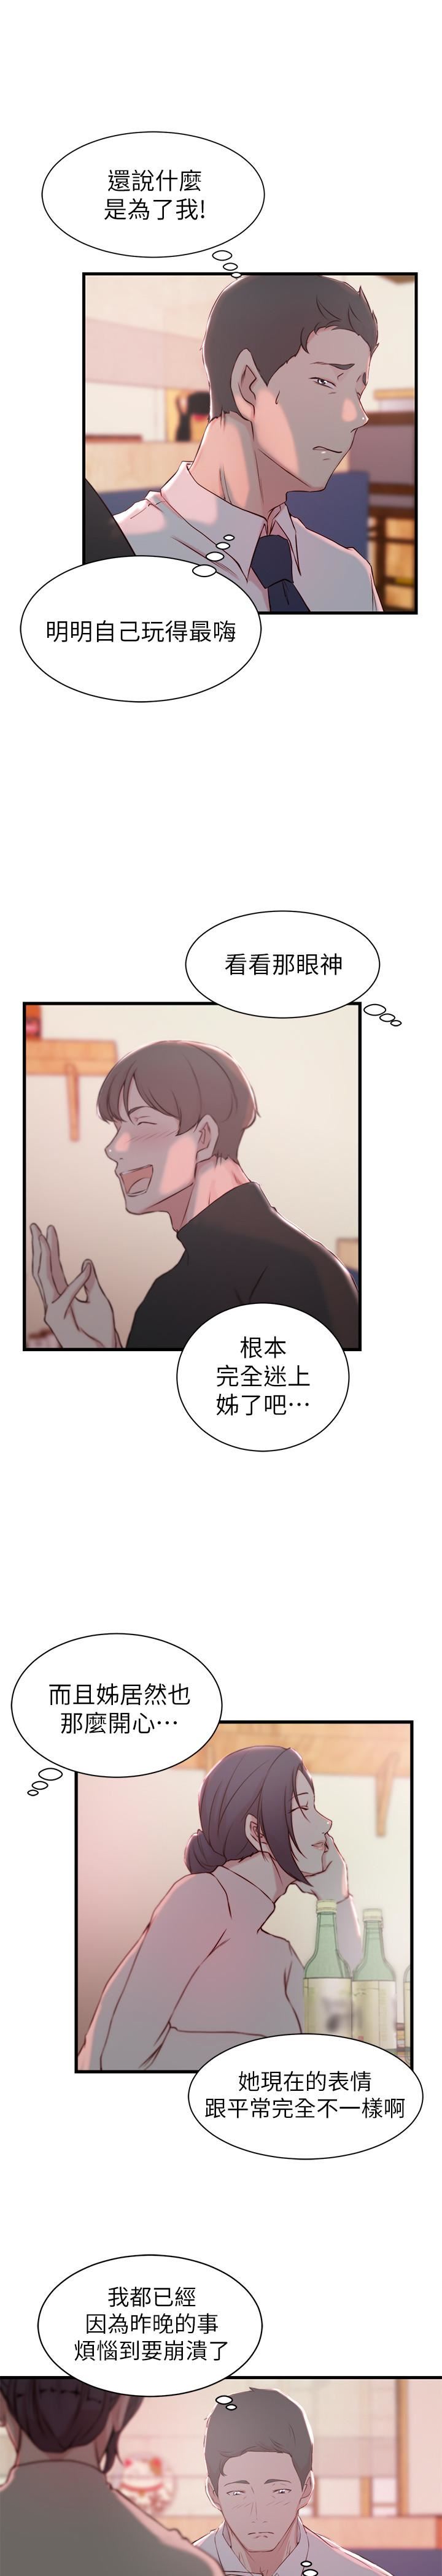 還說什麼
是為了我!
明明自己玩得最嗨
看看那眼神
根本
完全迷上
姊了吧…
而且姊居然也
那麼開心…
她現在的表情
跟平常完全不一樣啊
我都已經
因為昨晚的事
煩惱到要崩潰了